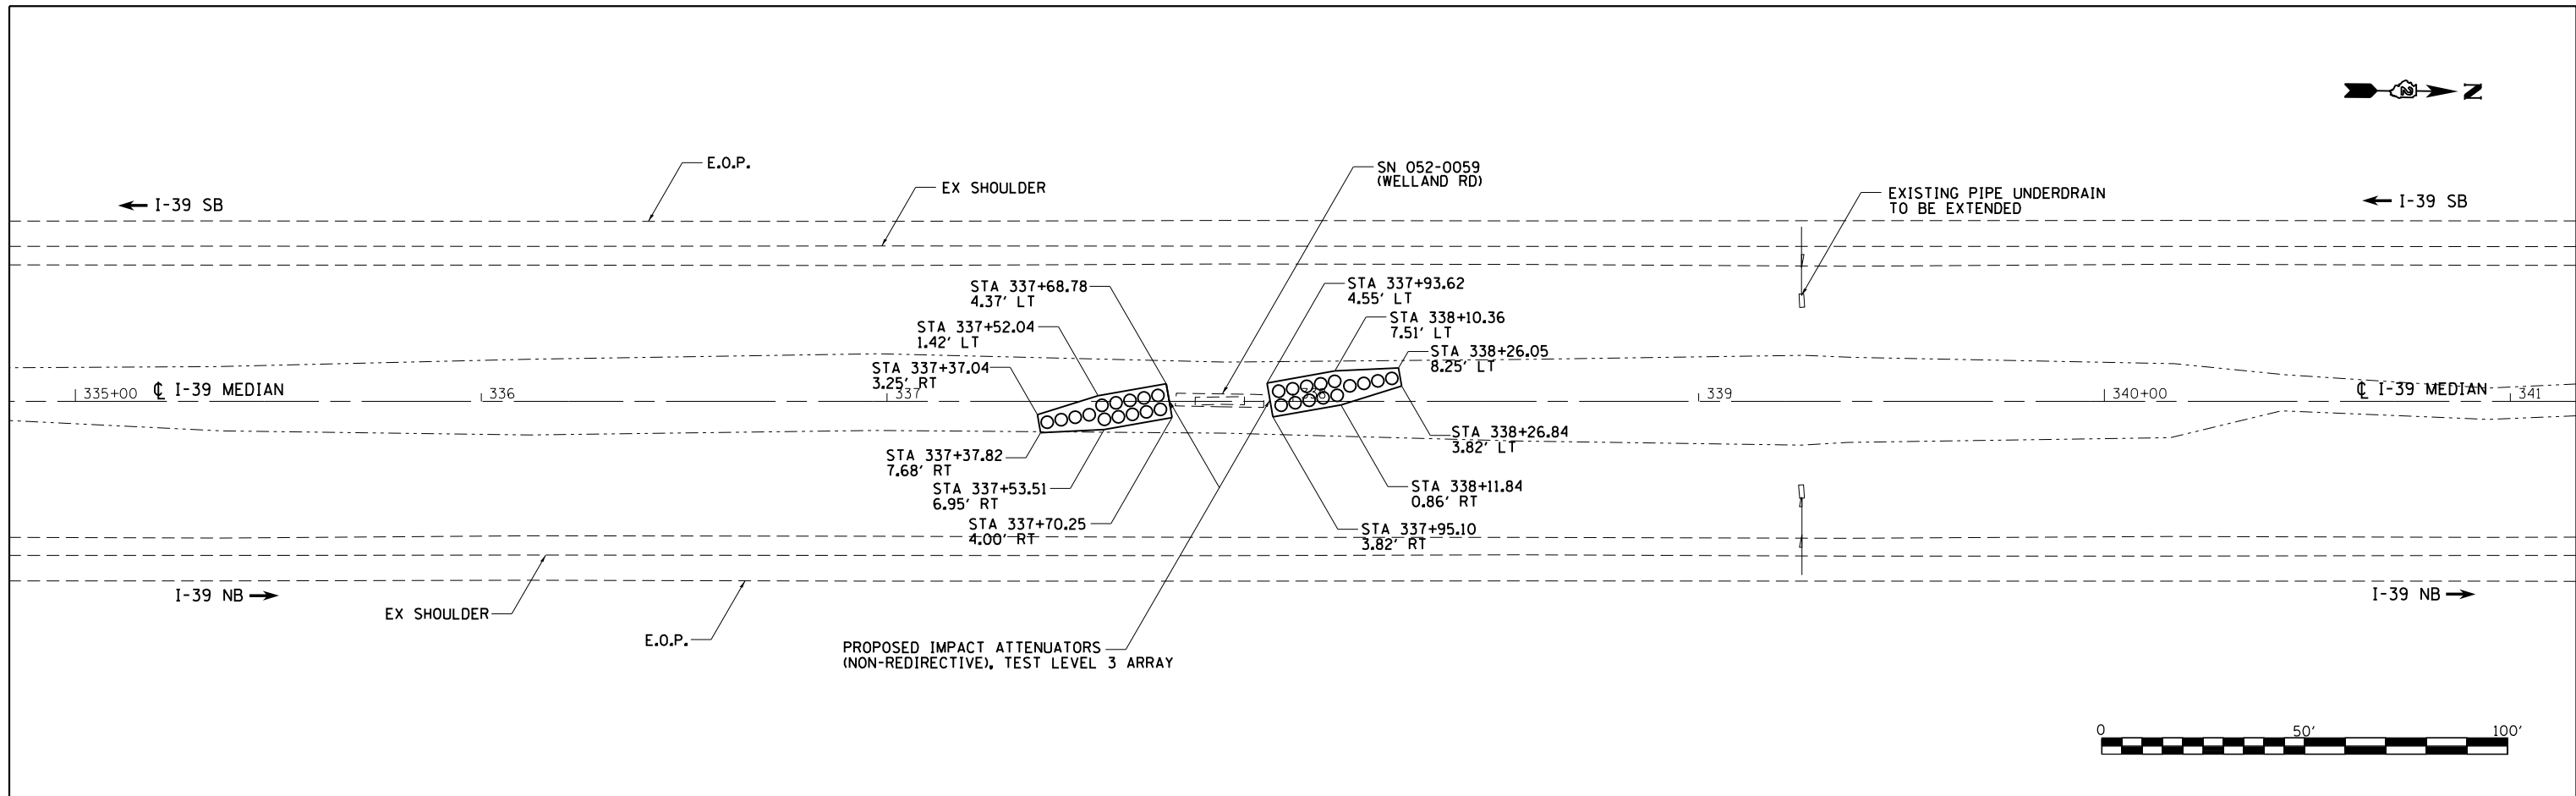 N
2
E.O.P.
EX SHOULDER
SN 052-0059
(WELLAND RD)
EXISTING PIPE UNDERDRAIN
TO BE EXTENDED
I-39 SB
I-39 SB
STA 337+68.78
4.37' LT
STA 337+93.62
4.55' LT
STA 337+52.04
1.42' LT
STA 338+10.36
7.51' LT
STA 337+37.04
3.25' RT
STA 338+26.05
8.25' LT
335+00
℄ I-39 MEDIAN
336
337
338
339
340+00
℄ I-39 MEDIAN
341
STA 338+26.84
3.82' LT
STA 337+37.82
7.68' RT
STA 337+53.51
6.95' RT
STA 338+11.84
0.86' RT
STA 337+70.25
4.00' RT
STA 337+95.10
3.82' RT
I-39 NB
I-39 NB
EX SHOULDER
E.O.P.
PROPOSED IMPACT ATTENUATORS
(NON-REDIRECTIVE), TEST LEVEL 3 ARRAY
0
50'
100'